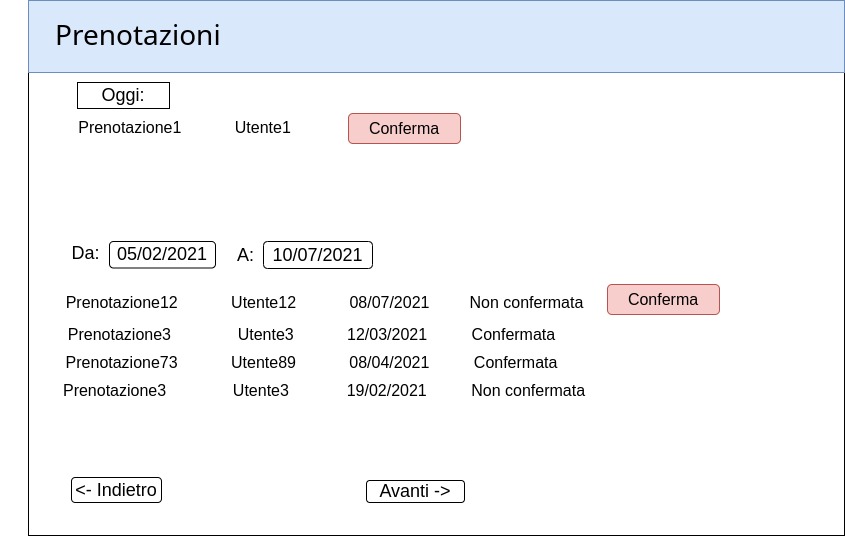 Prenotazioni
Oggi:
Prenotazione1 Utente1 Conferma
Da: 05/02/2021 A: 10/07/2021
Prenotazione12 Utente12 08/07/2021 Non confermata Conferma
Prenotazione3 Utente3 12/03/2021 Confermata
Prenotazione73 Utente89 08/04/2021 Confermata
Prenotazione3 Utente3 19/02/2021 Non confermata
<- Indietro Avanti ->